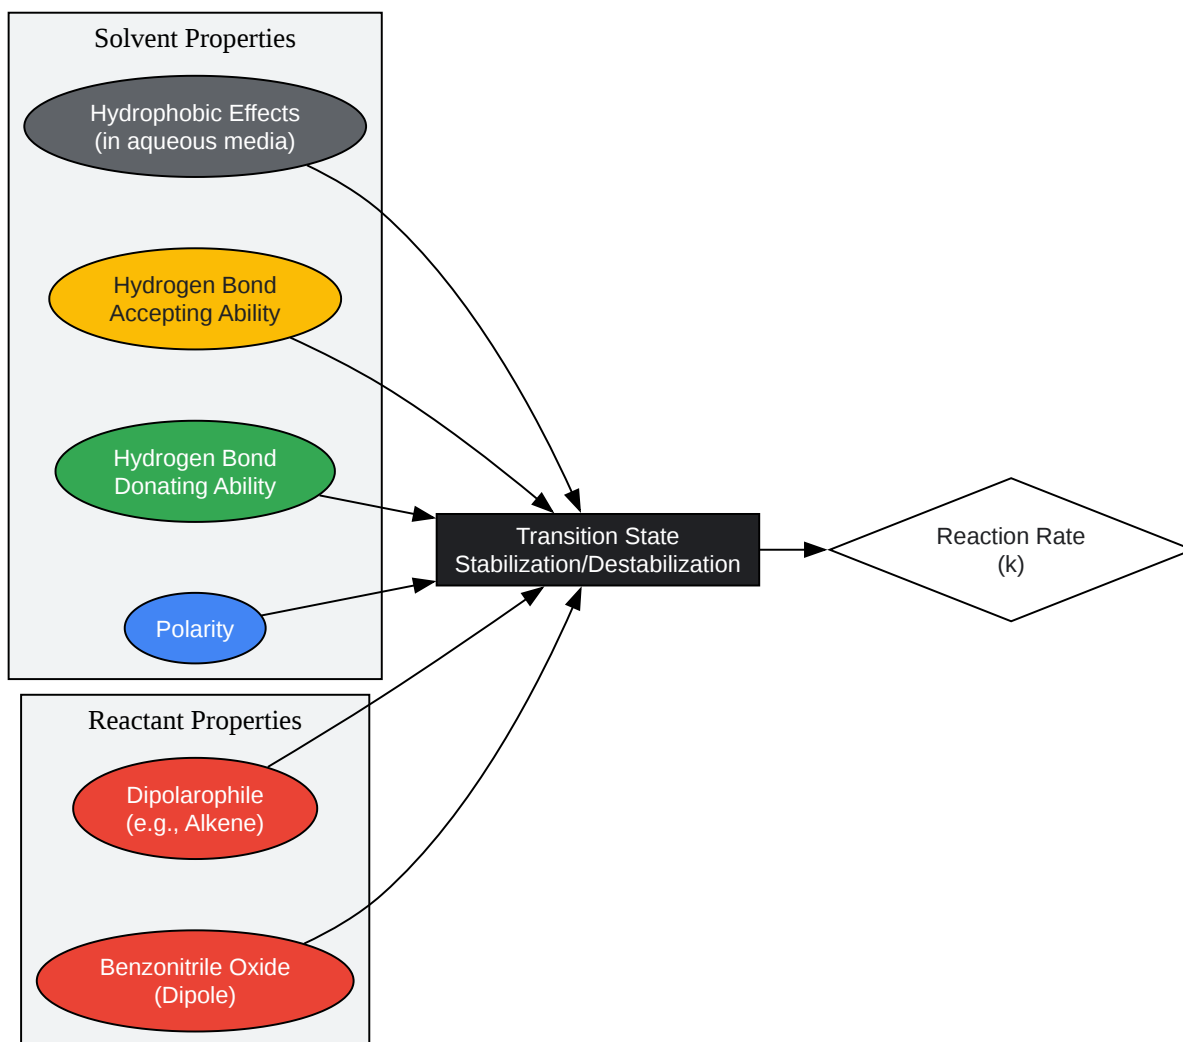 Solvent Properties
Hydrophobic Effects
(in aqueous media)
Hydrogen Bond
Accepting Ability
Hydrogen Bond
Donating Ability
Polarity
Reactant Properties
Dipolarophile
(e.g., Alkene)
Benzonitrile Oxide
(Dipole)
Transition State
Stabilization/Destabilization
Reaction Rate
(k)